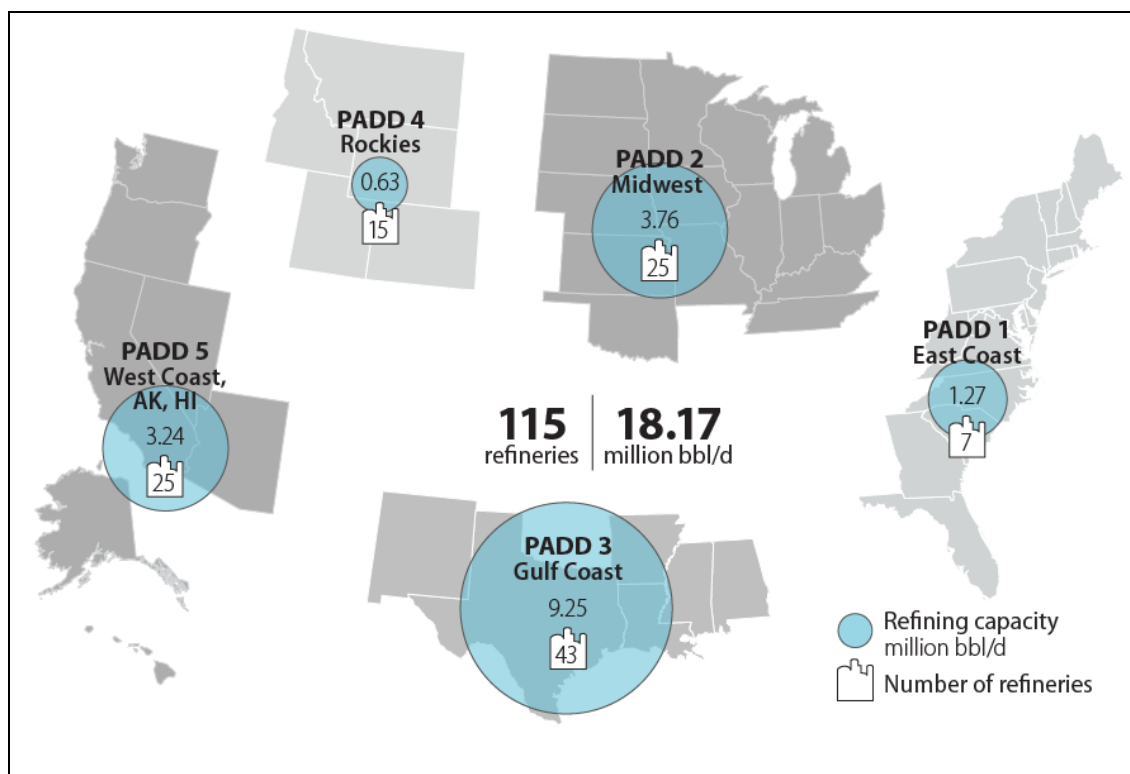 PADD 4
Rockies
0.63
15
PADD 2
Midwest
3.76
25
PADD 1
East Coast
1.27
7
PADD 5
West Coast,
AK, HI
3.24
25
115
refineries
18.17
million bbl/d
PADD 3
Gulf Coast
9.25
43
Refining capacity
million bbl/d
Number of refineries